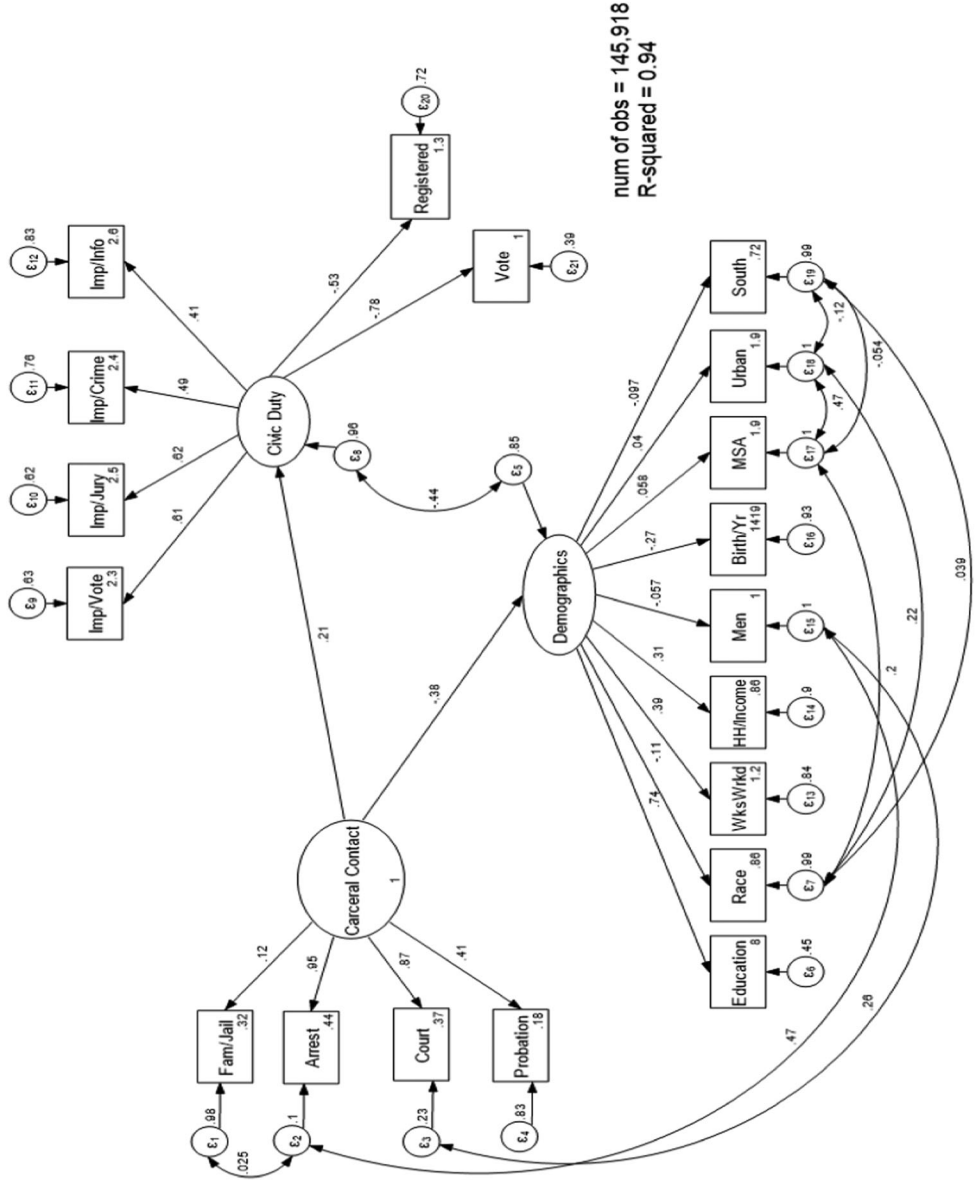 ε12 .83
Imp/Info 2.6
ε11 .76
Imp/Crime 2.4
ε10 .62
Imp/Jury 2.5
ε9 .63
Imp/Vote 2.3
.41
.49
.62
.61
Civic Duty
ε8 .96
-.53
Registered 1.3
ε20 .72
-.78
Vote 1
ε21 .39
.21
-.44
ε5 .85
-.38
Carceral Contact
1
.12
.95
.87
.41
Fam/Jail .32
Arrest .44
Court .37
Probation .18
ε1 .98
ε2 .1
ε3 .23
ε4 .83
.025
Demographics
.74
-.11
.39
.31
-.057
-.27
.058
.04
-.097
Education 8
Race .86
WksWrkd 1.2
HH/Income .86
Men 1
Birth/Yr 1419
MSA 1.9
Urban 1.9
South .72
ε6 .45
ε7 .99
ε13 .84
ε14 .9
ε15 1
ε16 .93
ε17 1
ε18 1
ε19 .99
.47
-.12
-.054
.2
.22
.039
.47
.26
num of obs = 145,918
R-squared = 0.94